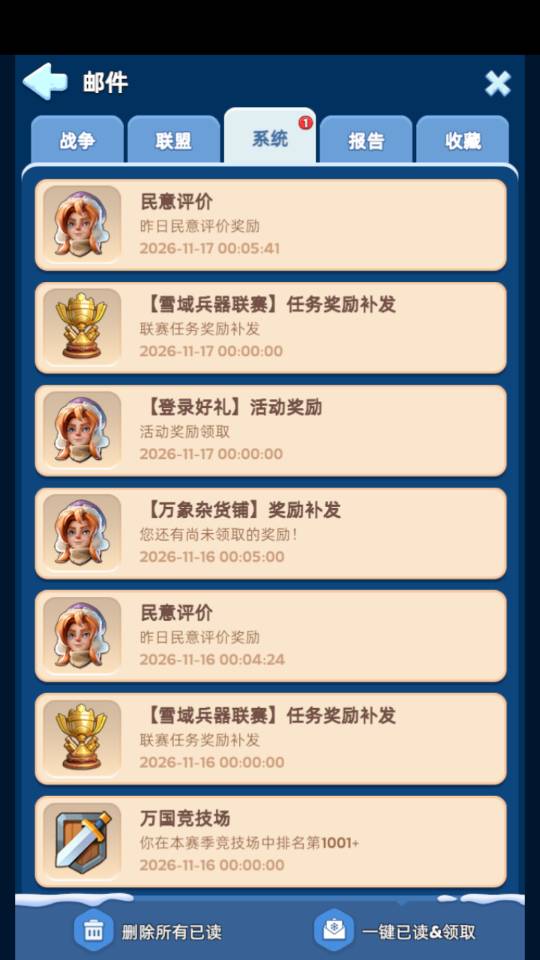 邮件
战争
联盟
系统
1
报告
收藏
民意评价
昨日民意评价奖励
2026-11-17 00:05:41
【雪域兵器联赛】任务奖励补发
联赛任务奖励补发
2026-11-17 00:00:00
【登录好礼】活动奖励
活动奖励领取
2026-11-17 00:00:00
【万象杂货铺】奖励补发
您还有尚未领取的奖励！
2026-11-16 00:05:00
民意评价
昨日民意评价奖励
2026-11-16 00:04:24
【雪域兵器联赛】任务奖励补发
联赛任务奖励补发
2026-11-16 00:00:00
万国竞技场
你在本赛季竞技场中排名第1001+
2026-11-16 00:00:00
删除所有已读
一键已读&领取